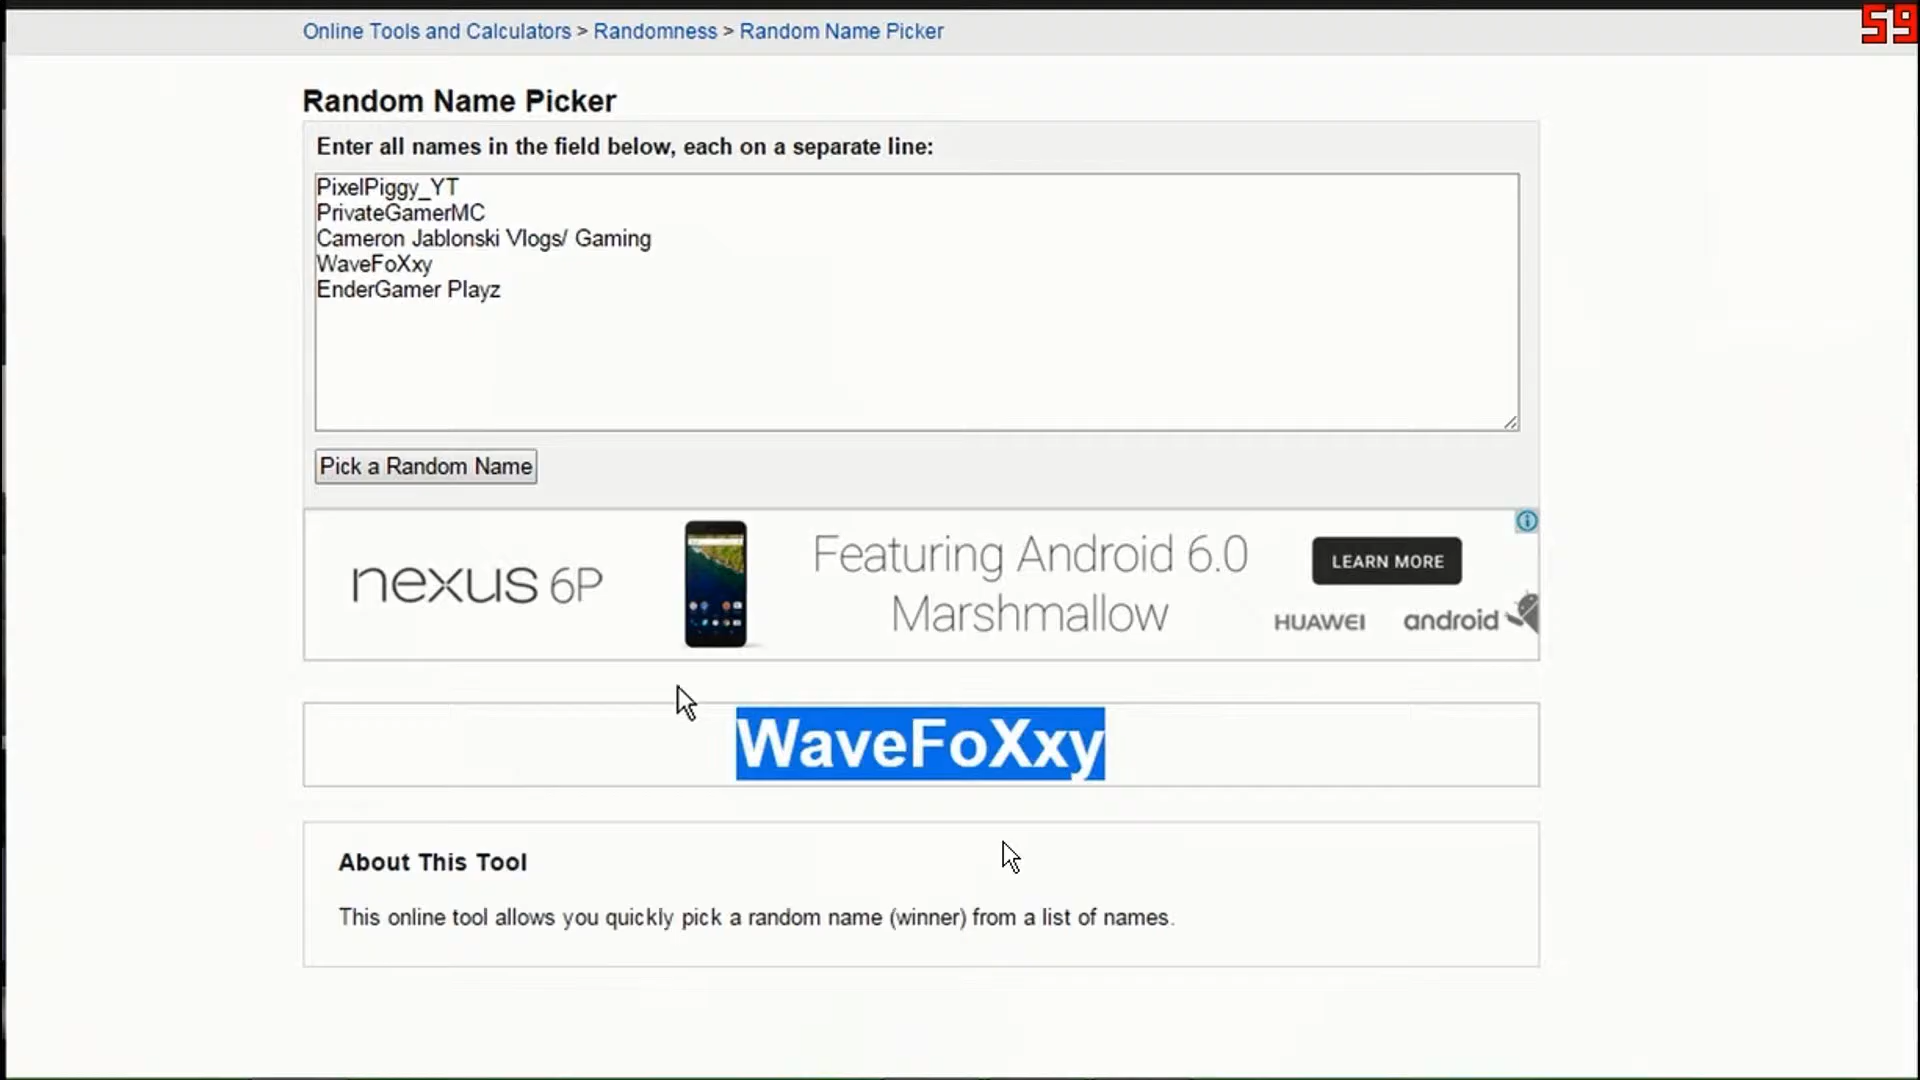 59
Online Tools and Calculators > Randomness > Random Name Picker
Random Name Picker
Enter all names in the field below, each on a separate line:
PixelPiggy_YT
PrivateGamerMC
Cameron Jablonski Vlogs/ Gaming
WaveFoXxy
EnderGamer Playz
Pick a Random Name
nexus 6P
Featuring Android 6.0
Marshmallow
LEARN MORE
HUAWEI
android
WaveFoXxy
About This Tool
This online tool allows you quickly pick a random name (winner) from a list of names.